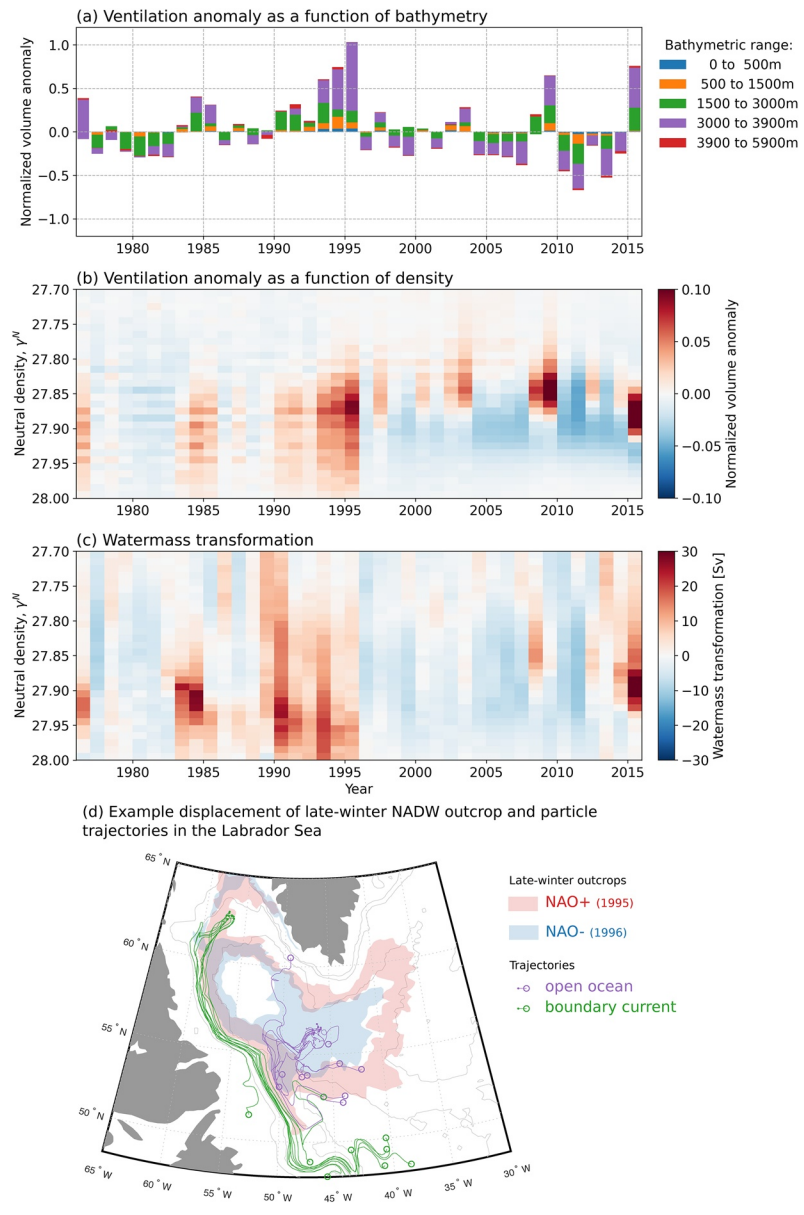 (a) Ventilation anomaly as a function of bathymetry
Normalized volume anomaly
1.0
0.5
0.0
−0.5
−1.0
1980 1985 1990 1995 2000 2005 2010 2015
Bathymetric range:
0 to 500m
500 to 1500m
1500 to 3000m
3000 to 3900m
3900 to 5900m
(b) Ventilation anomaly as a function of density
Neutral density, γᴺ
27.70
27.75
27.80
27.85
27.90
27.95
28.00
1980 1985 1990 1995 2000 2005 2010 2015
0.10
0.05
0.00
−0.05
−0.10
Normalized volume anomaly
(c) Watermass transformation
Neutral density, γᴺ
27.70
27.75
27.80
27.85
27.90
27.95
28.00
1980 1985 1990 1995 2000 2005 2010 2015
Year
30
20
10
0
−10
−20
−30
Watermass transformation [Sv]
(d) Example displacement of late-winter NADW outcrop and particle
trajectories in the Labrador Sea
65°N
60°N
55°N
50°N
65°W
60°W
55°W
50°W
45°W
40°W
35°W
30°W
Late-winter outcrops
NAO+ (1995)
NAO- (1996)
Trajectories
open ocean
boundary current